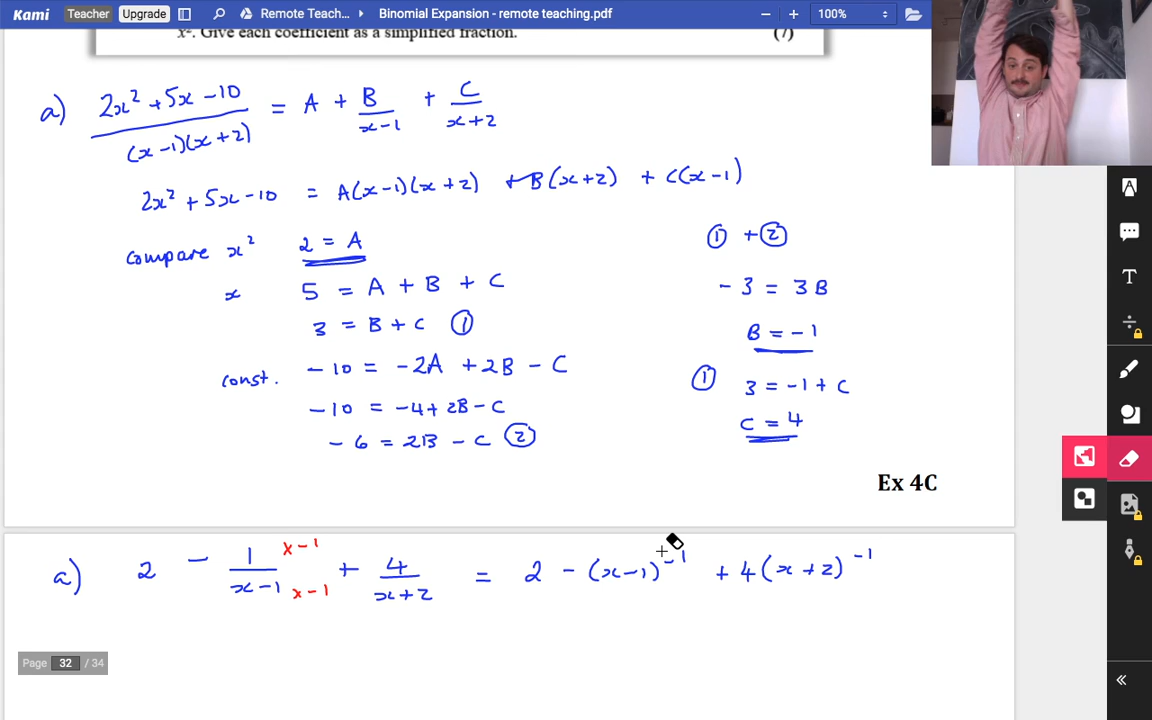 Kami Teacher Upgrade Remote Teach... > Binomial Expansion - remote teaching.pdf − + 100%
x². Give each coefficient as a simplified fraction. (7)
a) (2x² + 5x − 10)/((x − 1)(x + 2)) = A + B/(x − 1) + C/(x + 2)
2x² + 5x − 10 = A(x − 1)(x + 2) + B(x + 2) + C(x − 1)
compare x² 2 = A
x 5 = A + B + C
3 = B + C ①
const. −10 = −2A + 2B − C
−10 = −4 + 2B − C
−6 = 2B − C ②
① + ②
−3 = 3B
B = −1
① 3 = −1 + C
C = 4
Ex 4C
a) 2 − 1/(x − 1) × −1 × −1 + 4/(x + 2) = 2 − (x − 1)⁻¹ + 4(x + 2)⁻¹
Page 32 / 34